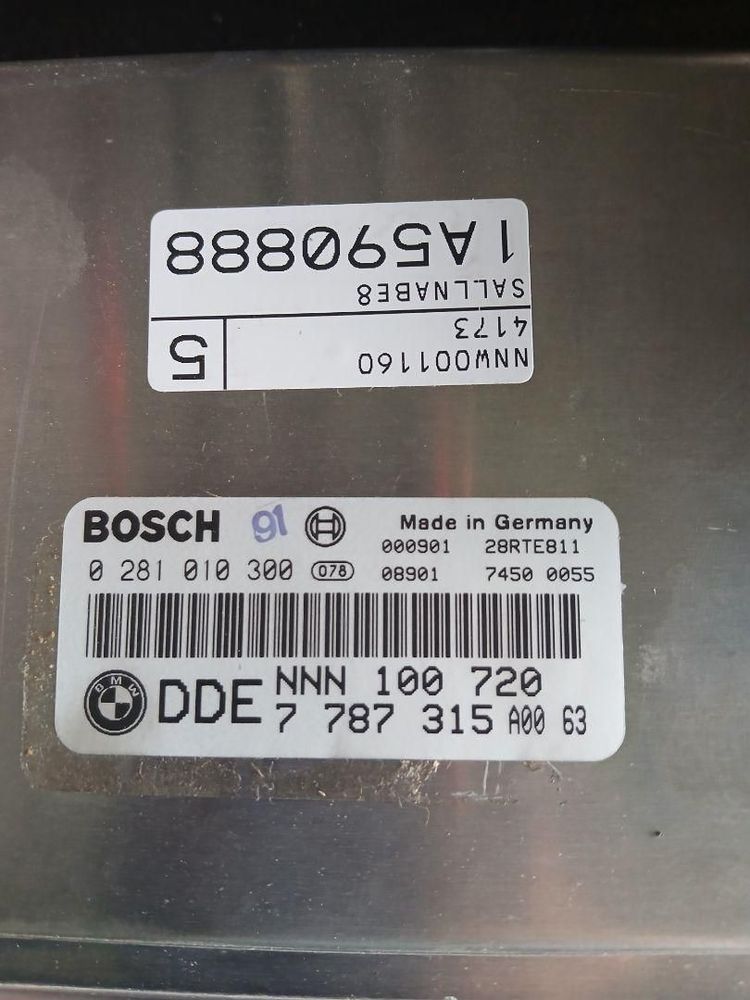 NNW001160
4173
5
SALLNABE8
1A590888
BOSCH 91 Made in Germany
000901 28RTE811
0 281 010 300 078 08901 7450 0055
BMW DDE NNN 100 720
7 787 315 A00 63